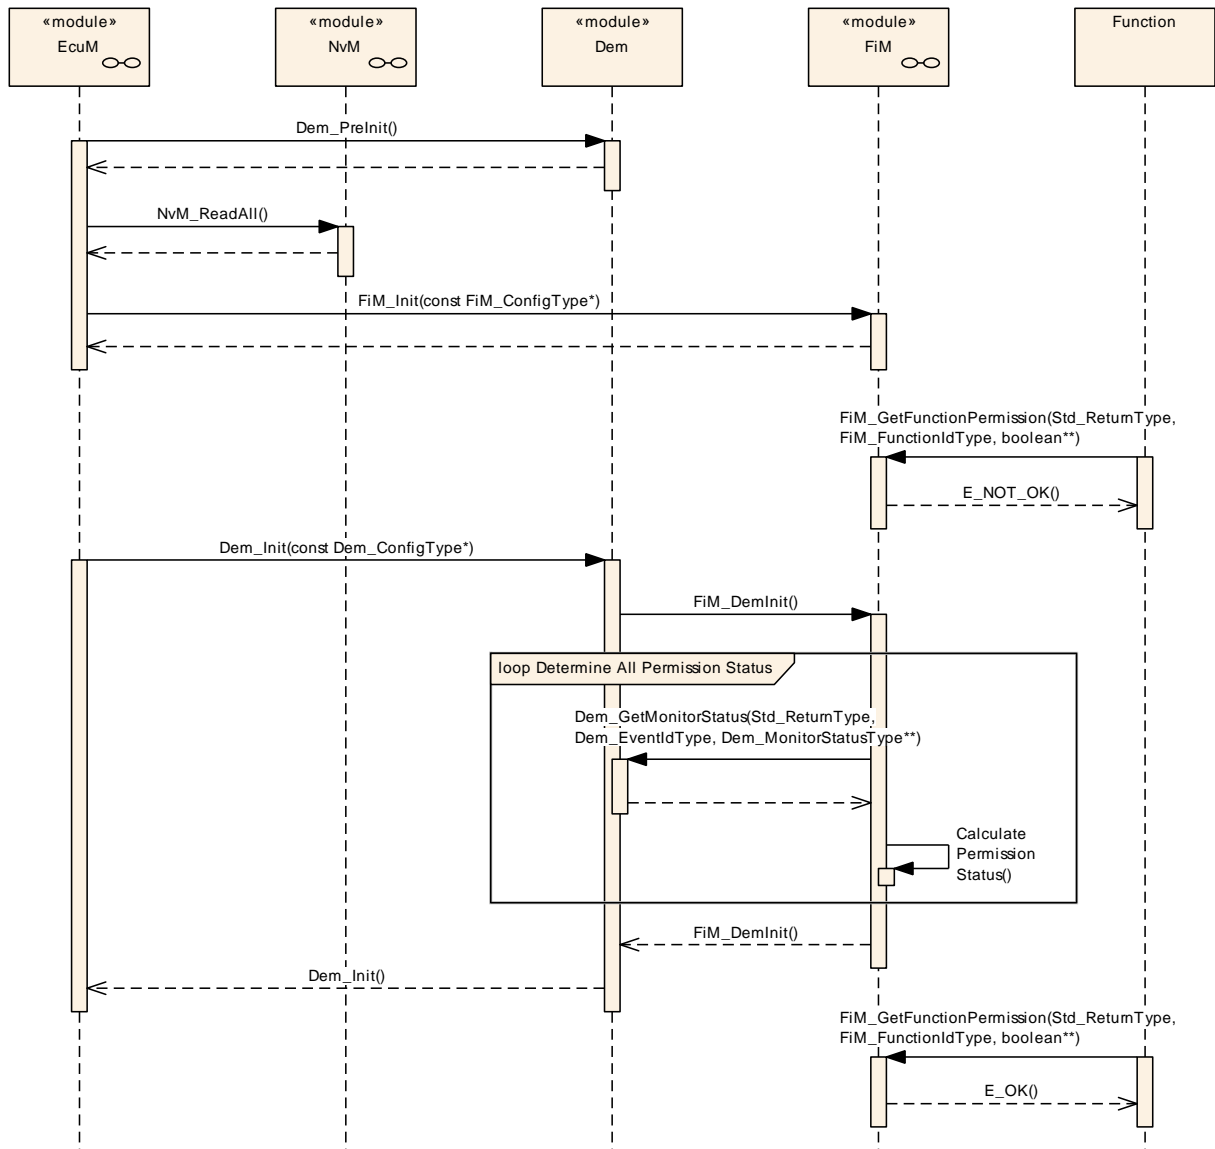 «module»
EcuM
«module»
NvM
«module»
Dem
«module»
FiM
Function
Dem_PreInit()
NvM_ReadAll()
FiM_Init(const FiM_ConfigType*)
FiM_GetFunctionPermission(Std_ReturnType,
FiM_FunctionIdType, boolean**)
E_NOT_OK()
Dem_Init(const Dem_ConfigType*)
FiM_DemInit()
loop Determine All Permission Status
Dem_GetMonitorStatus(Std_ReturnType,
Dem_EventIdType, Dem_MonitorStatusType**)
Calculate
Permission
Status()
FiM_DemInit()
Dem_Init()
FiM_GetFunctionPermission(Std_ReturnType,
FiM_FunctionIdType, boolean**)
E_OK()